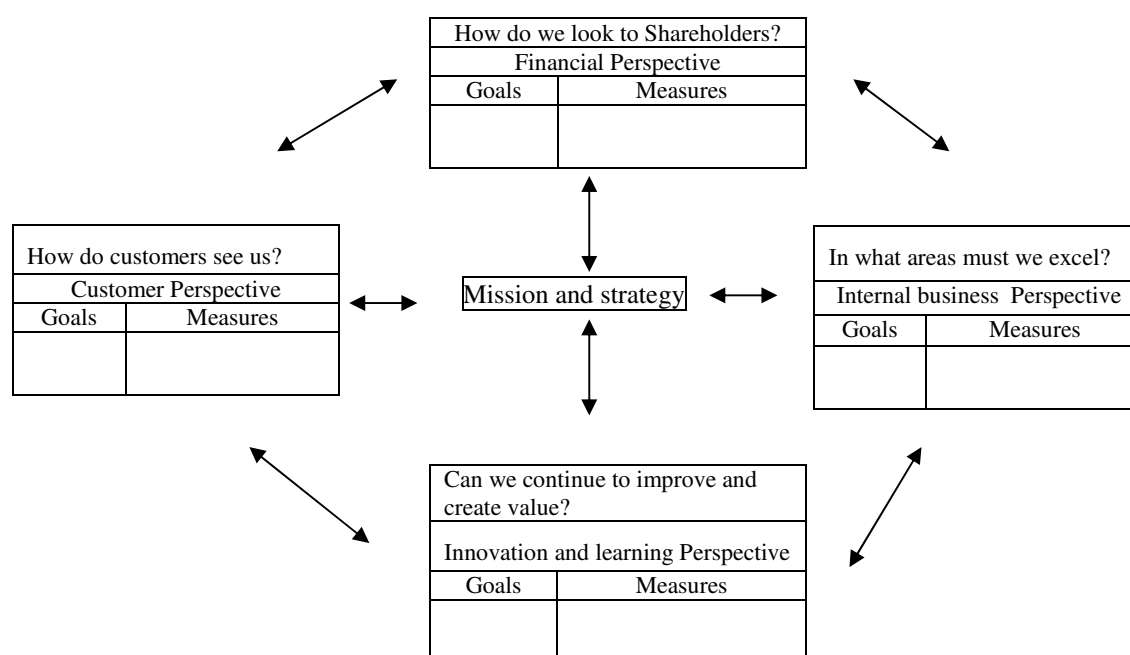 How do we look to Shareholders?
Financial Perspective
Goals Measures
How do customers see us?
Customer Perspective
Goals Measures
Mission and strategy
In what areas must we excel?
Internal business Perspective
Goals Measures
Can we continue to improve and
create value?
Innovation and learning Perspective
Goals Measures